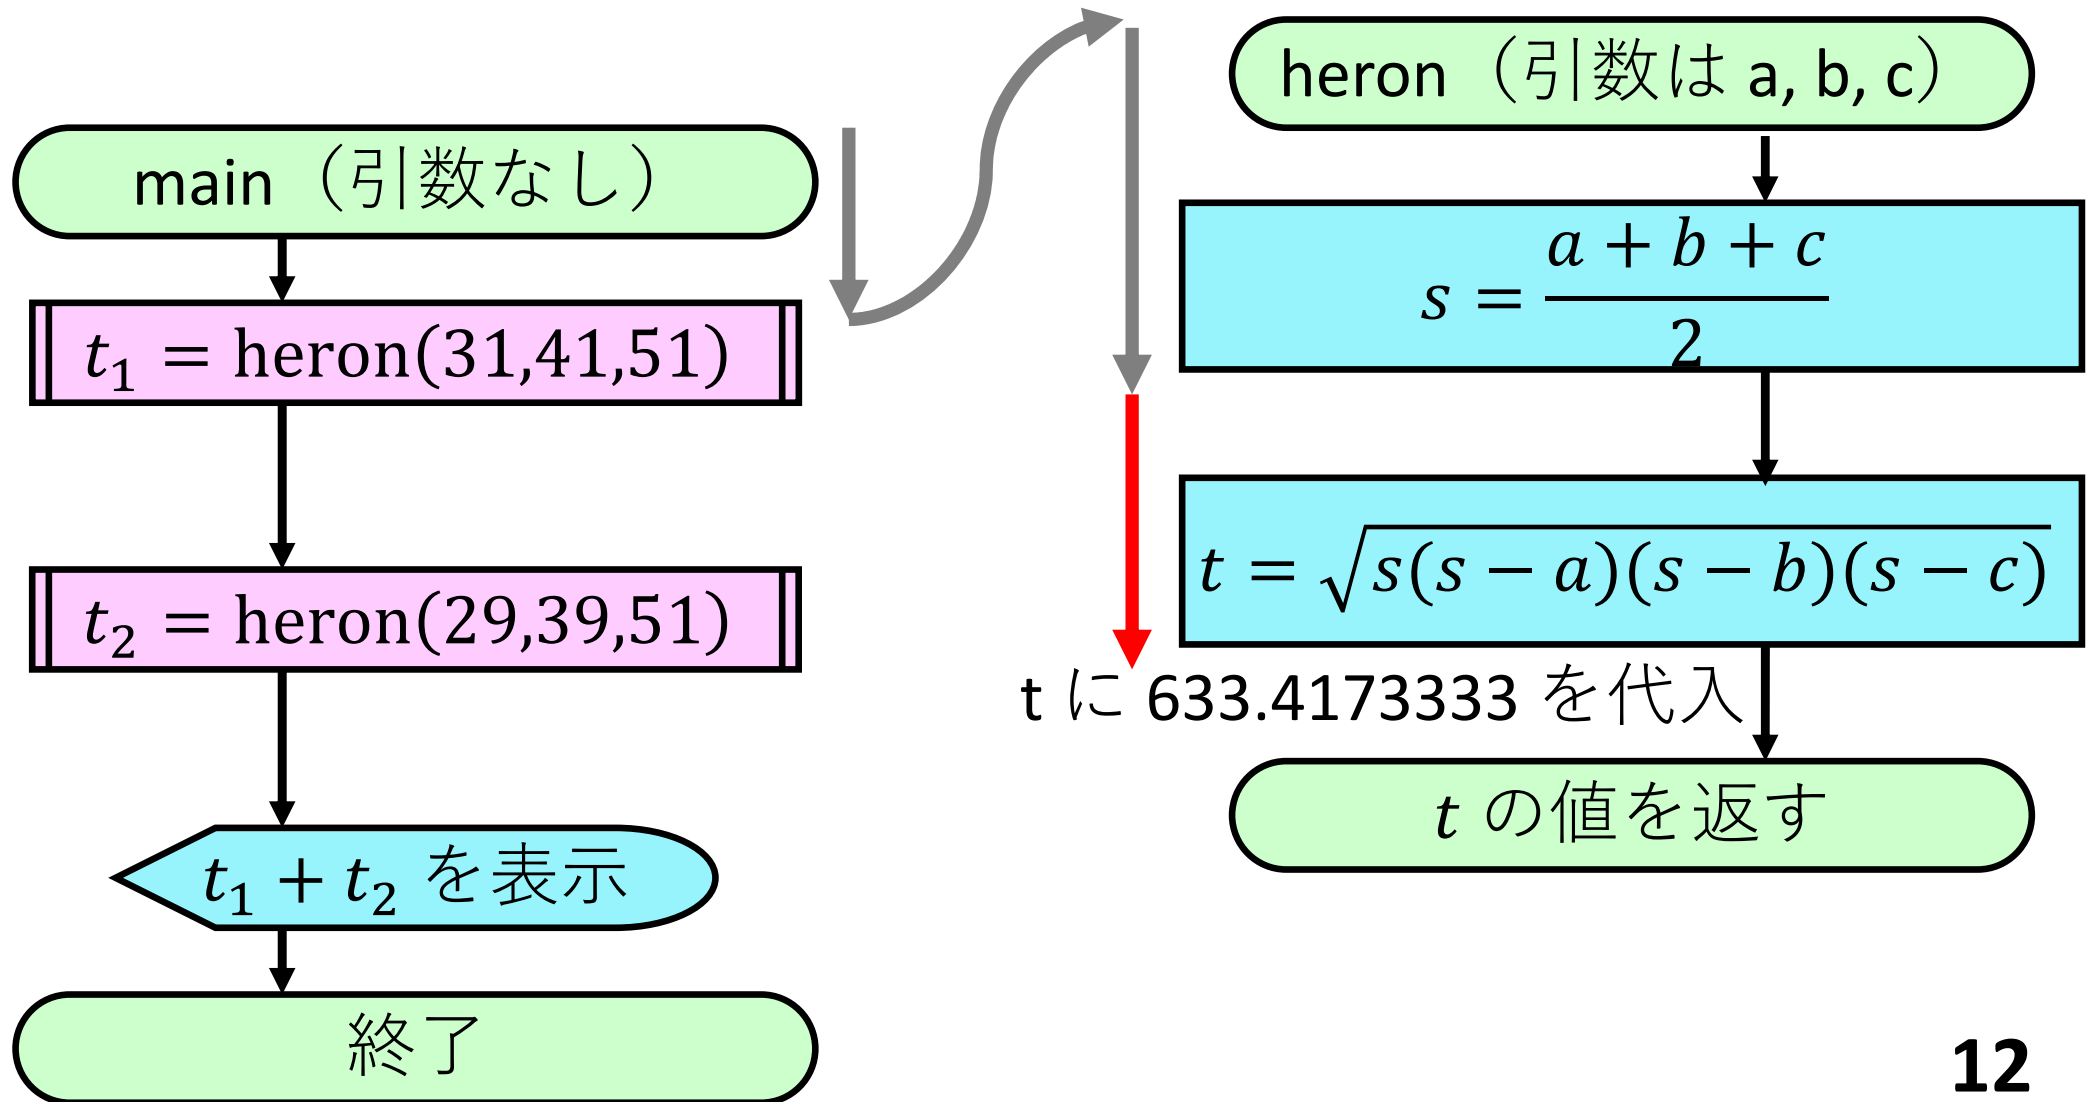 main（引数なし）
t₁ = heron(31,41,51)
t₂ = heron(29,39,51)
t₁ + t₂ を表示
終了
heron（引数は a, b, c）
s = (a + b + c)/2
t = √s(s − a)(s − b)(s − c)
t に 633.4173333 を代入
t の値を返す
12